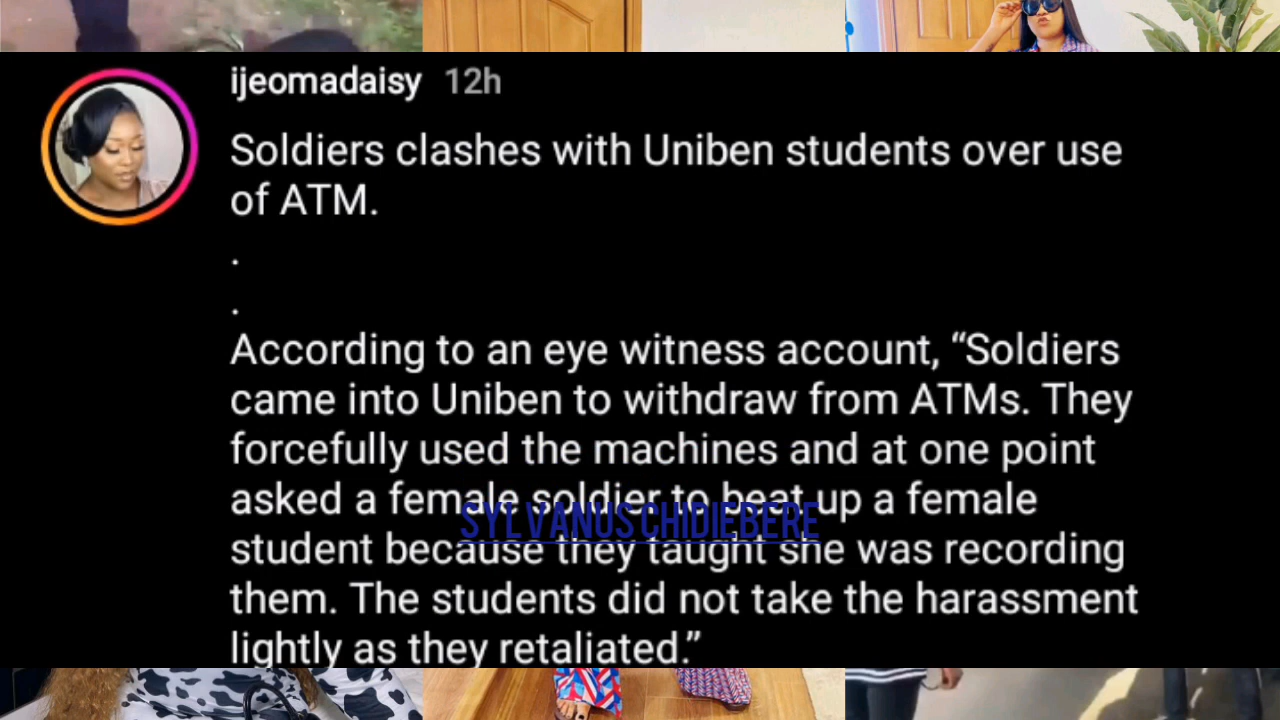 ijeomadaisy 12h
Soldiers clashes with Uniben students over use
of ATM.
.
.
According to an eye witness account, “Soldiers
came into Uniben to withdraw from ATMs. They
forcefully used the machines and at one point
asked a female soldier to beat up a female
SYLVANUS CHIDIEBERE
student because they taught she was recording
them. The students did not take the harassment
lightly as they retaliated.”